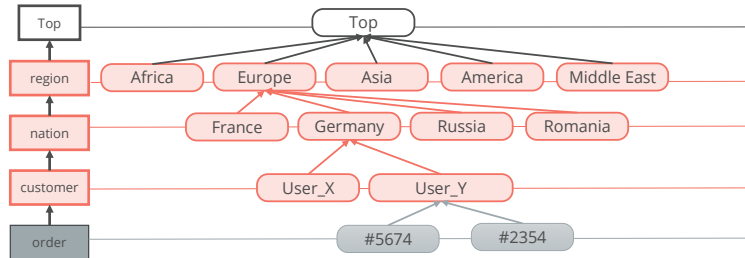 Top Top
region Africa Europe Asia America Middle East
nation France Germany Russia Romania
customer User_X User_Y
order #5674 #2354